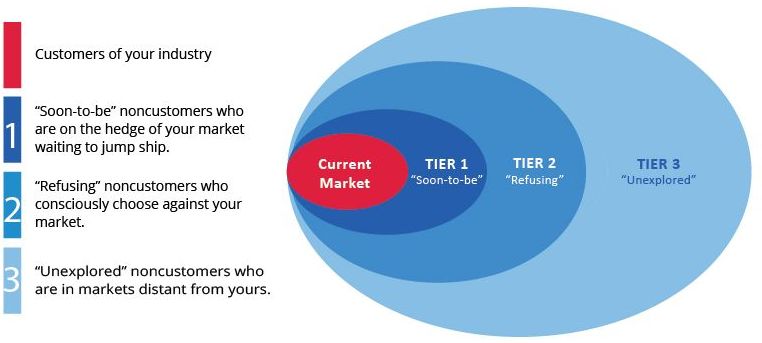 Customers of your industry
1
“Soon-to-be” noncustomers who
are on the hedge of your market
waiting to jump ship.
2
“Refusing” noncustomers who
consciously choose against your
market.
3
“Unexplored” noncustomers who
are in markets distant from yours.
Current
Market
TIER 1
“Soon-to-be”
TIER 2
“Refusing”
TIER 3
“Unexplored”